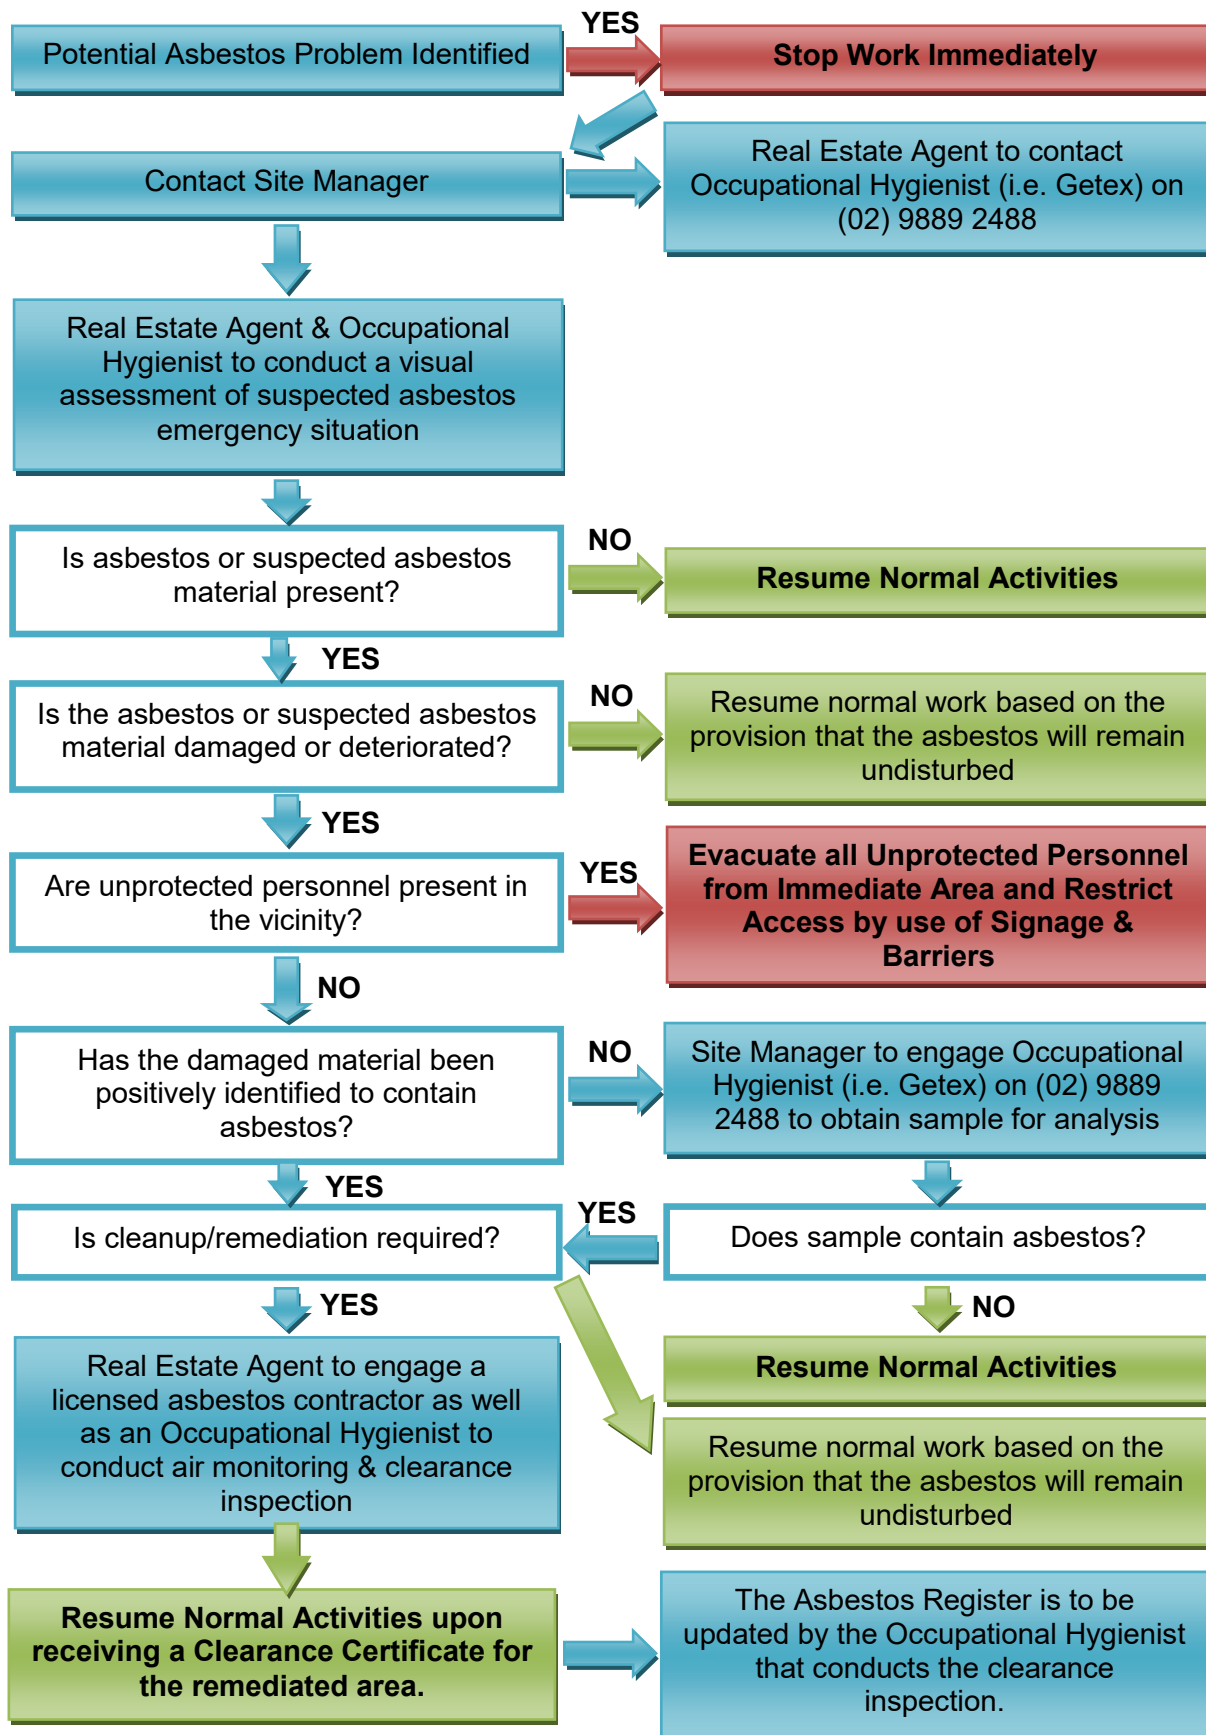 YES
Potential Asbestos Problem Identified
Stop Work Immediately
Contact Site Manager
Real Estate Agent to contact
Occupational Hygienist (i.e. Getex) on
(02) 9889 2488
Real Estate Agent & Occupational
Hygienist to conduct a visual
assessment of suspected asbestos
emergency situation
Is asbestos or suspected asbestos
material present?
NO
Resume Normal Activities
YES
Is the asbestos or suspected asbestos
material damaged or deteriorated?
NO
Resume normal work based on the
provision that the asbestos will remain
undisturbed
YES
Are unprotected personnel present in
the vicinity?
YES
Evacuate all Unprotected Personnel
from Immediate Area and Restrict
Access by use of Signage &
Barriers
NO
Has the damaged material been
positively identified to contain
asbestos?
NO
Site Manager to engage Occupational
Hygienist (i.e. Getex) on (02) 9889
2488 to obtain sample for analysis
YES
Is cleanup/remediation required?
YES
Does sample contain asbestos?
YES
NO
Real Estate Agent to engage a
licensed asbestos contractor as well
as an Occupational Hygienist to
conduct air monitoring & clearance
inspection
Resume Normal Activities
Resume normal work based on the
provision that the asbestos will remain
undisturbed
Resume Normal Activities upon
receiving a Clearance Certificate for
the remediated area.
The Asbestos Register is to be
updated by the Occupational Hygienist
that conducts the clearance
inspection.